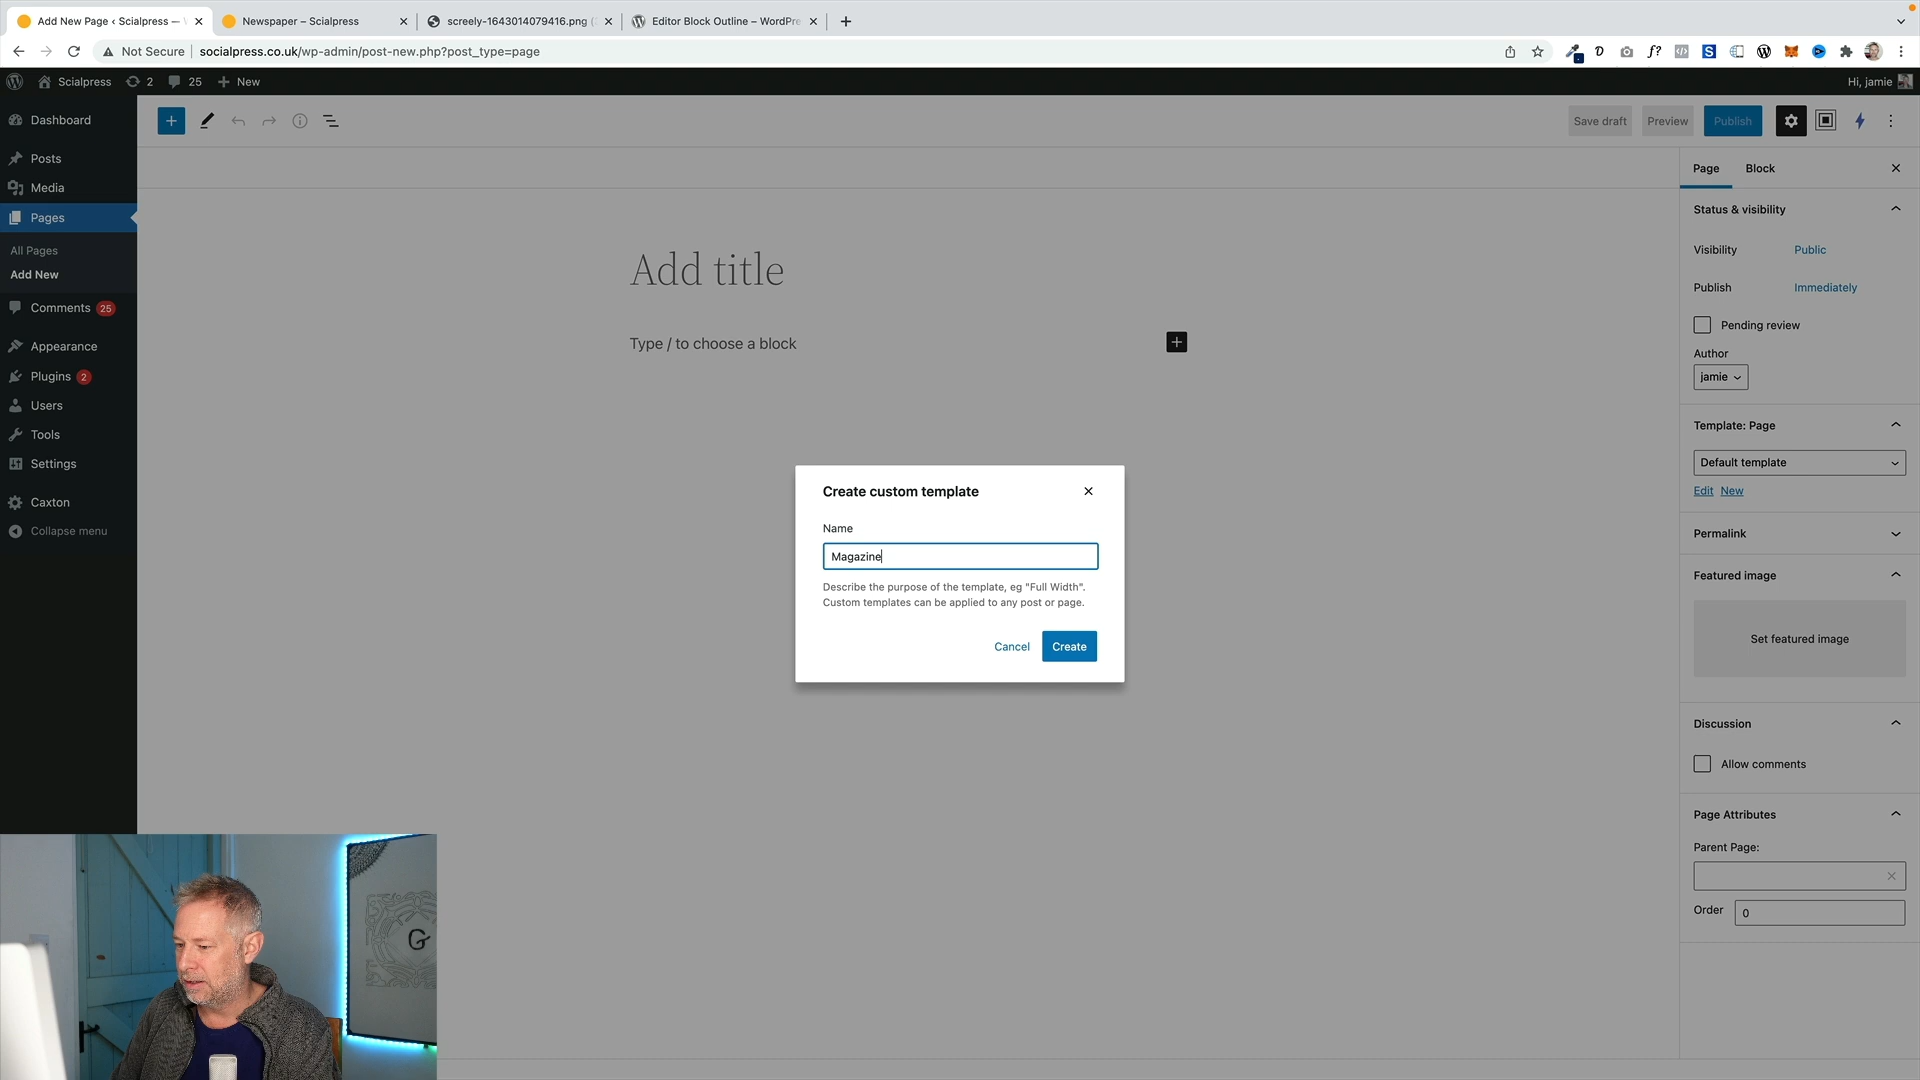 Add New Page ‹ Scialpress —
Newspaper – Scialpress
screely-1643014079416.png
Editor Block Outline – WordPre
Not Secure
socialpress.co.uk/wp-admin/post-new.php?post_type=page
Scialpress
2
25
New
Hi, jamie
Dashboard
Posts
Media
Pages
All Pages
Add New
Comments 25
Appearance
Plugins 2
Users
Tools
Settings
Caxton
Collapse menu
Save draft
Preview
Publish
Add title
Type / to choose a block
Create custom template
Name
Magazine
Describe the purpose of the template, eg "Full Width".
Custom templates can be applied to any post or page.
Cancel
Create
Page
Block
Status & visibility
Visibility
Public
Publish
Immediately
Pending review
Author
jamie
Template: Page
Default template
Edit New
Permalink
Featured image
Set featured image
Discussion
Allow comments
Page Attributes
Parent Page:
Order
0
G